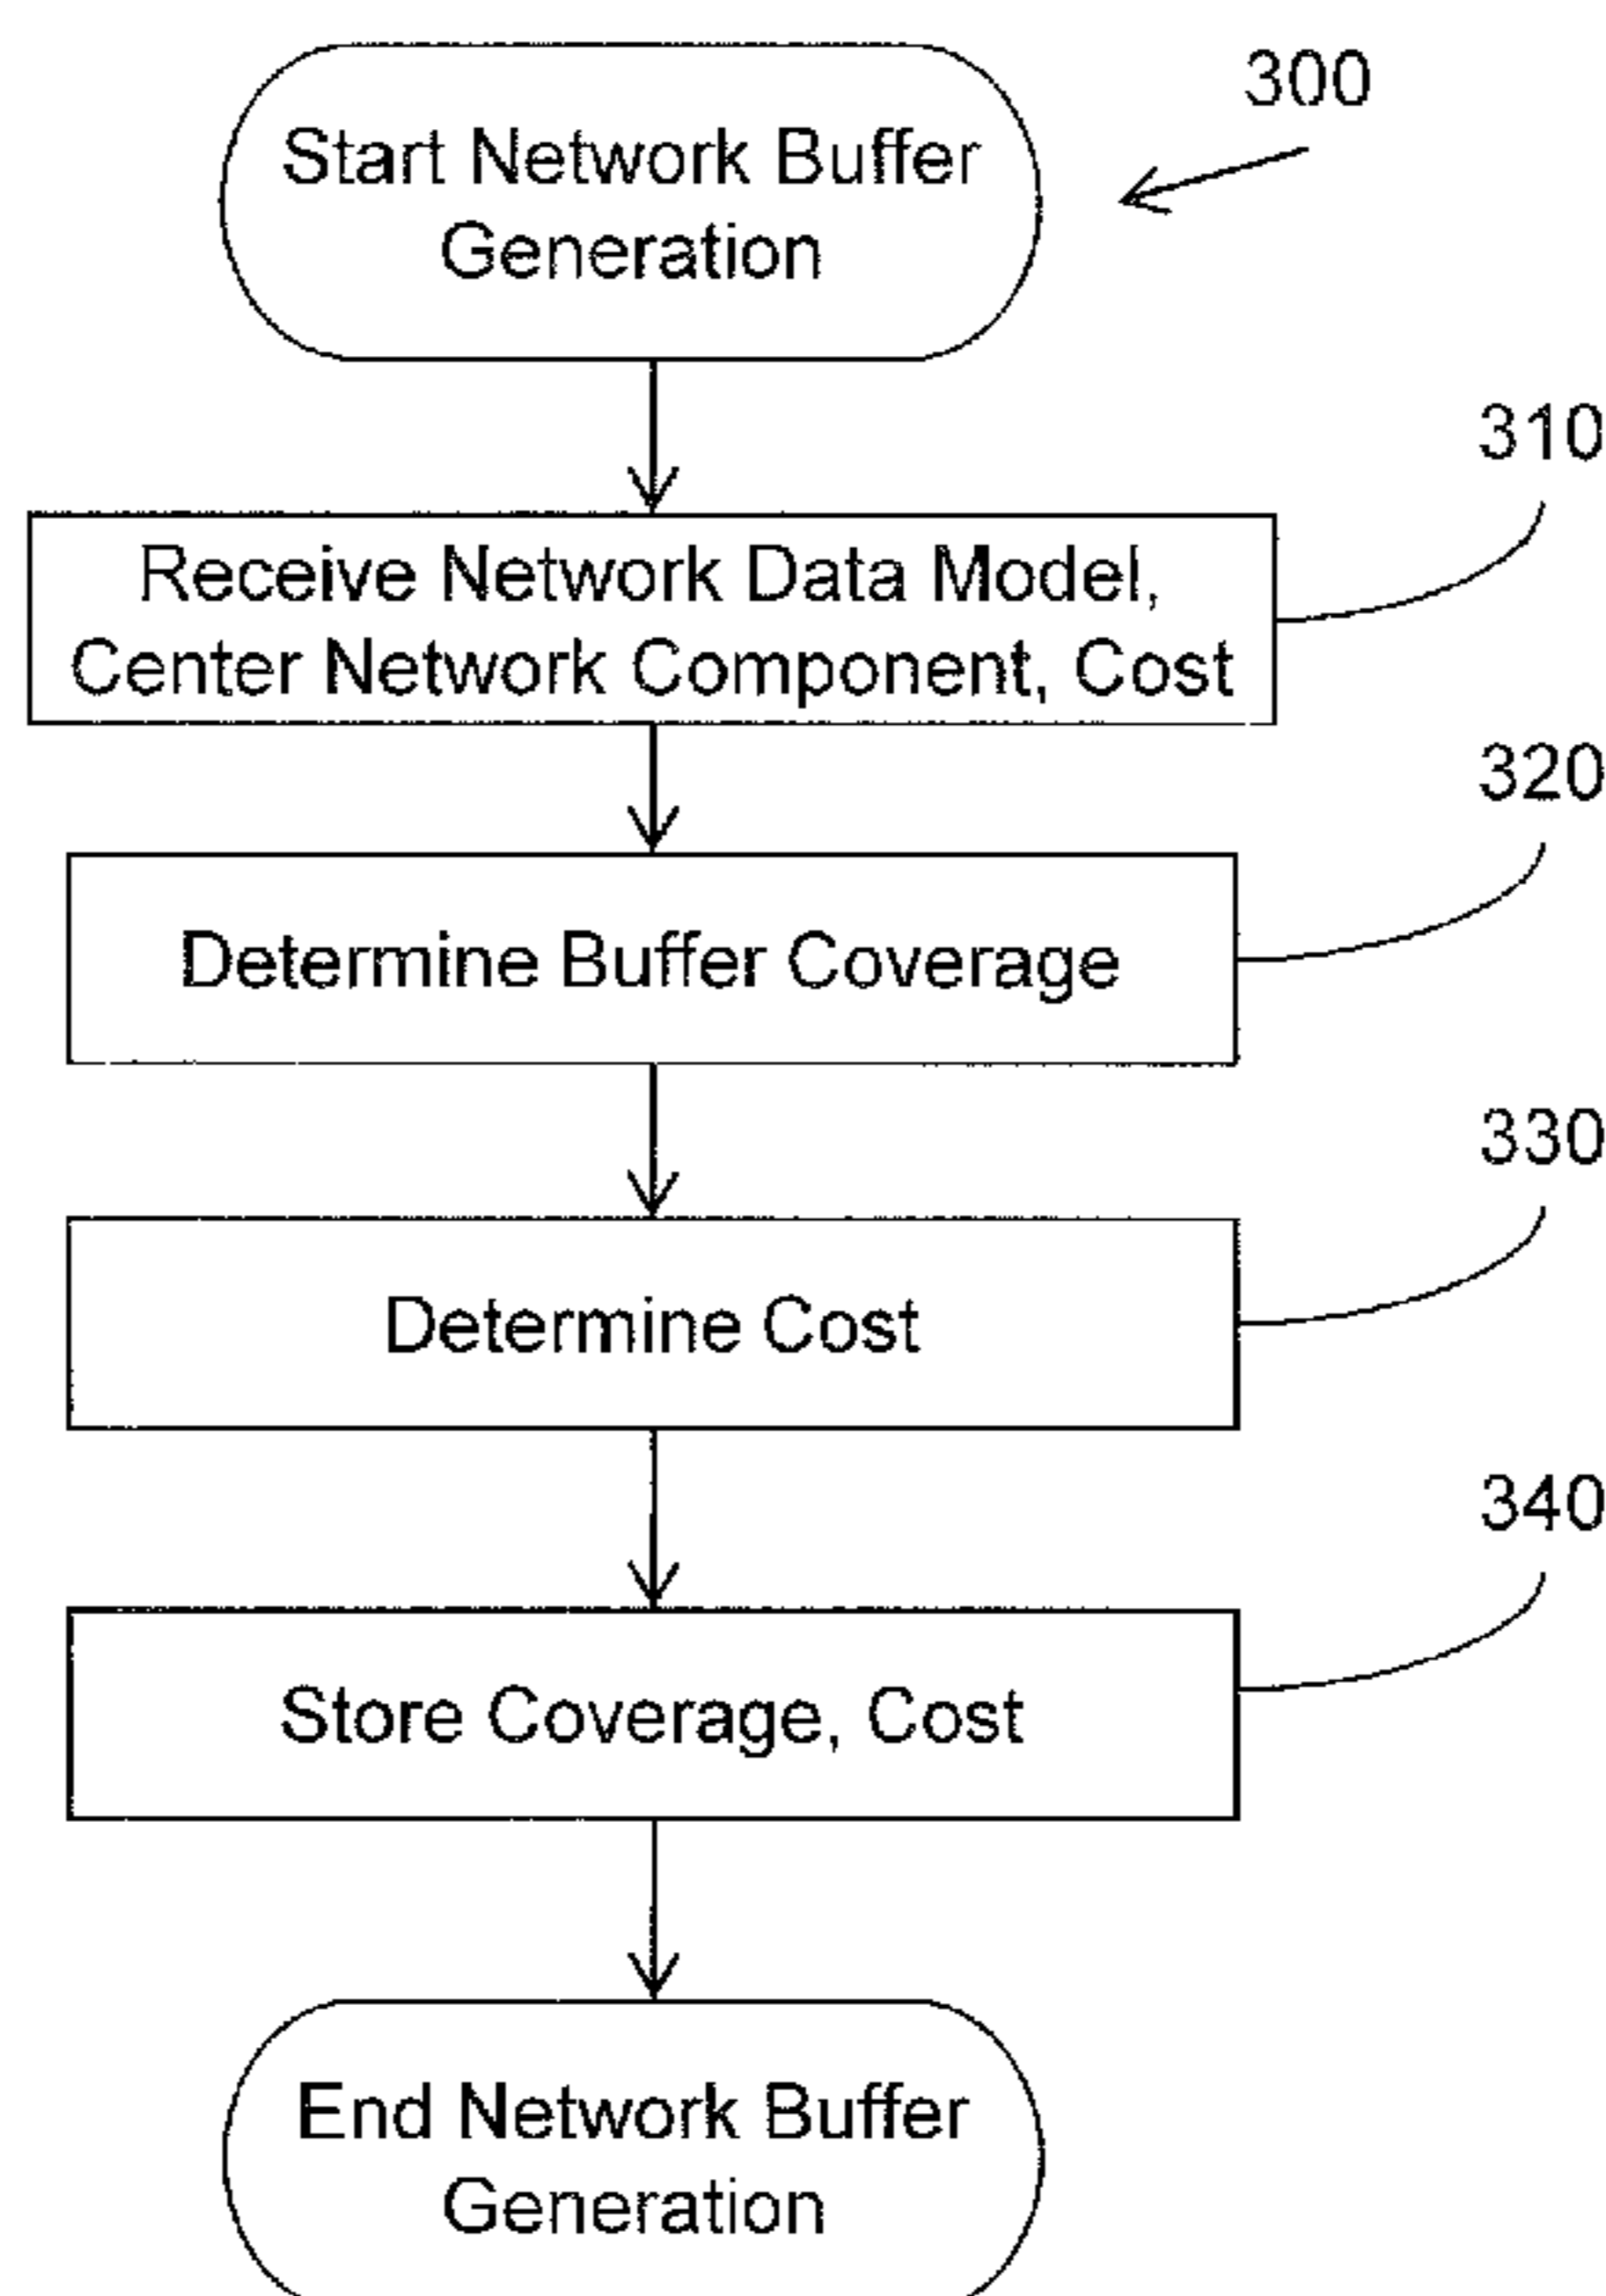 300
Start Network Buffer
Generation
310
Receive Network Data Model,
Center Network Component, Cost
320
Determine Buffer Coverage
330
Determine Cost
340
Store Coverage, Cost
End Network Buffer
Generation